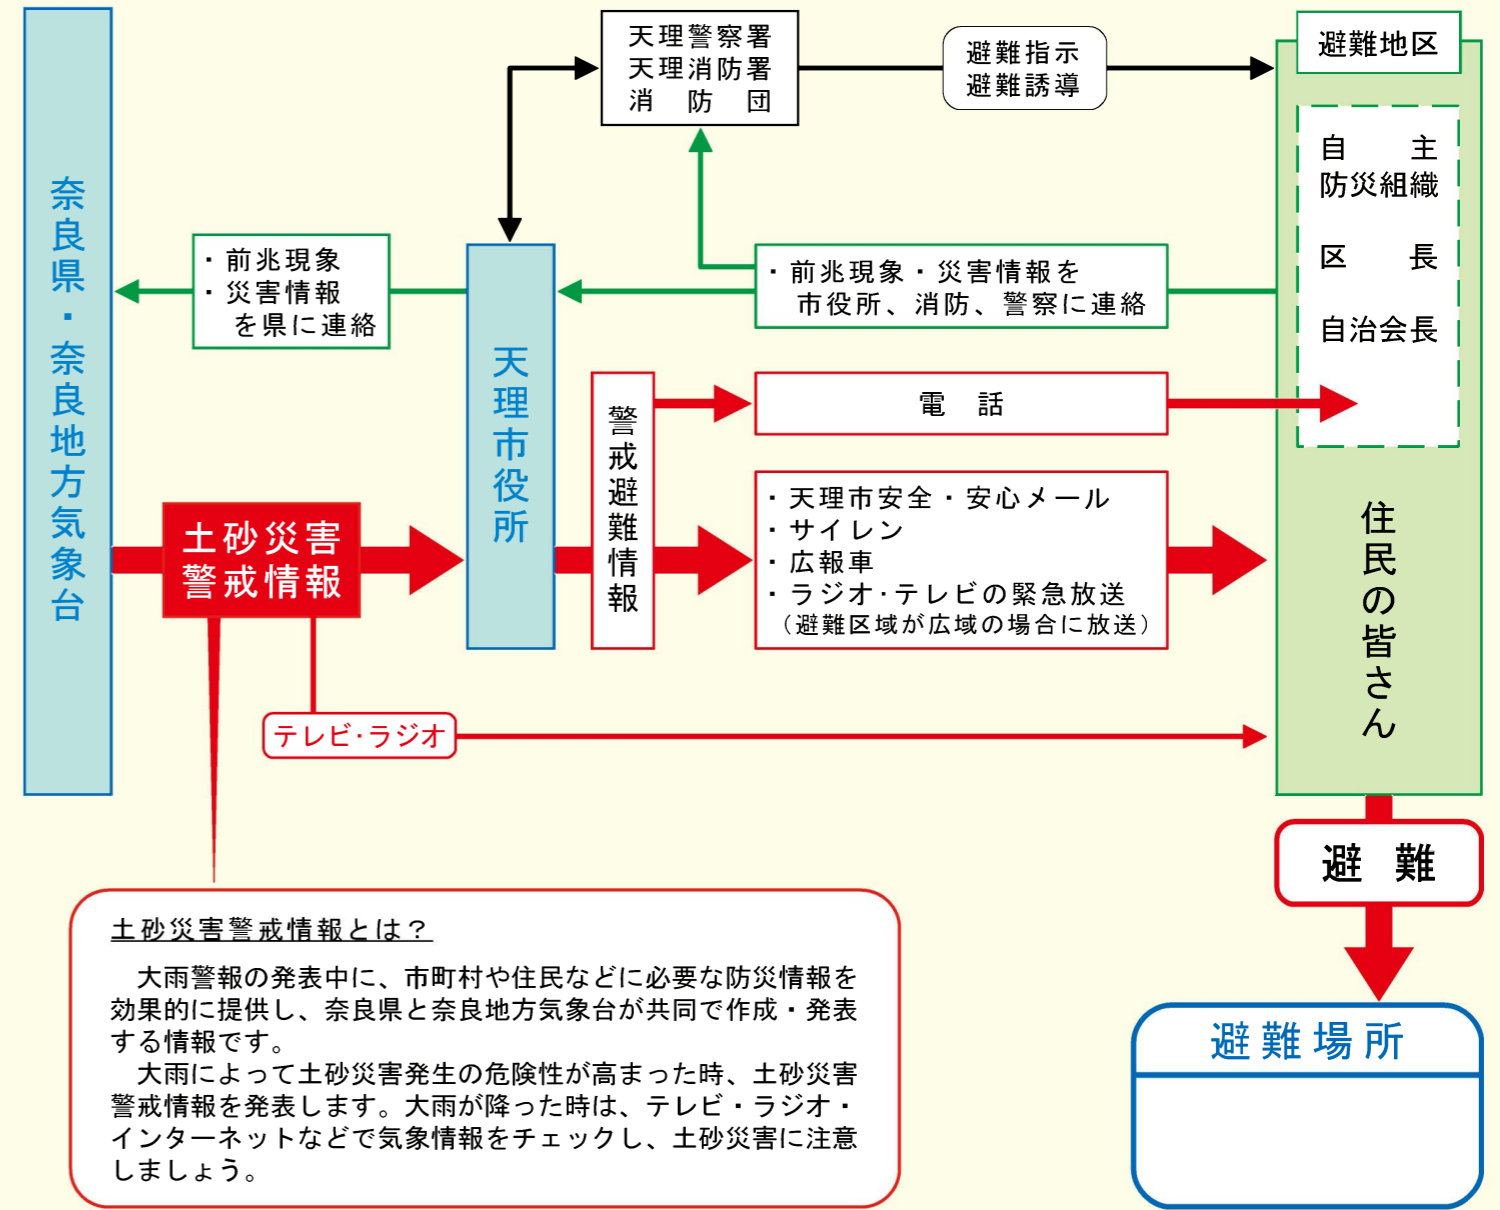 天理警察署
天理消防署
消防団
避難指示
避難誘導
避難地区
自主
防災組織
区長
自治会長
住民の皆さん
奈良県・奈良地方気象台
・前兆現象
・災害情報
を県に連絡
天理市役所
・前兆現象・災害情報を
市役所、消防、警察に連絡
警戒避難情報
電話
・天理市安全・安心メール
・サイレン
・広報車
・ラジオ・テレビの緊急放送
（避難区域が広域の場合に放送）
土砂災害
警戒情報
テレビ・ラジオ
避難
避難場所
土砂災害警戒情報とは？
大雨警報の発表中に、市町村や住民などに必要な防災情報を
効果的に提供し、奈良県と奈良地方気象台が共同で作成・発表
する情報です。
大雨によって土砂災害発生の危険性が高まった時、土砂災害
警戒情報を発表します。大雨が降った時は、テレビ・ラジオ・
インターネットなどで気象情報をチェックし、土砂災害に注意
しましょう。